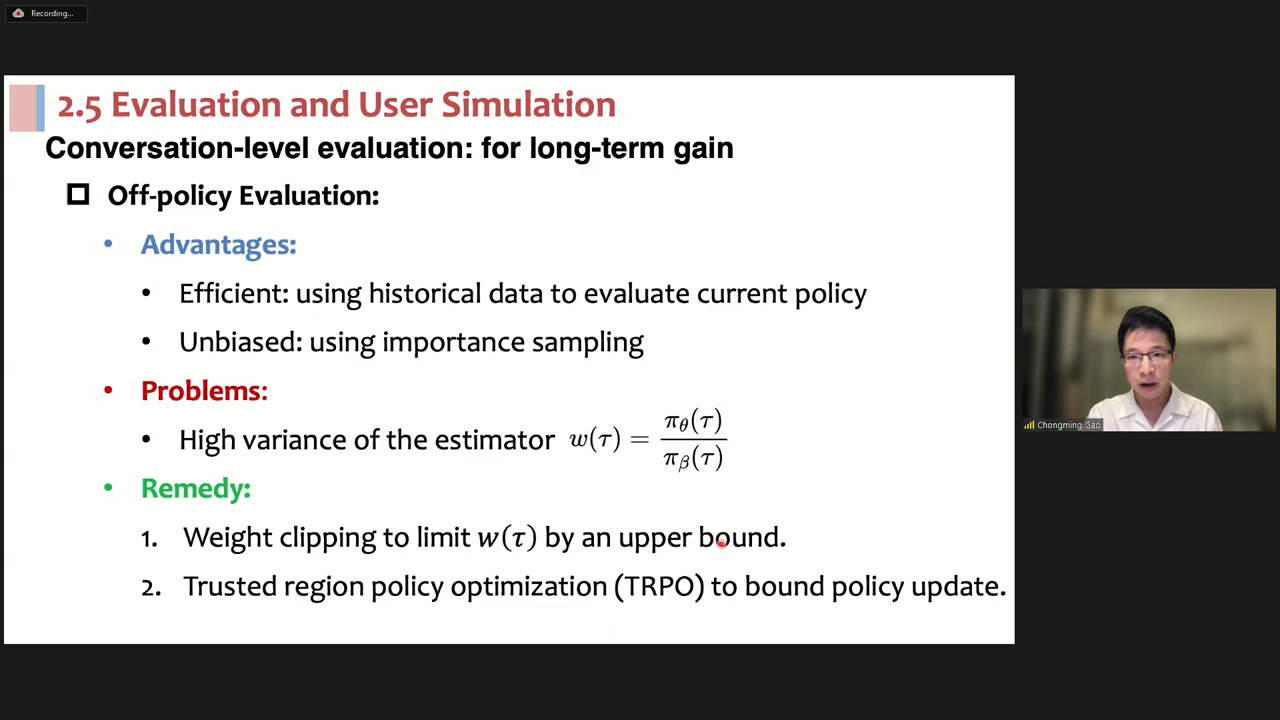 Recording...
2.5 Evaluation and User Simulation
Conversation-level evaluation: for long-term gain
Off-policy Evaluation:
• Advantages:
• Efficient: using historical data to evaluate current policy
• Unbiased: using importance sampling
• Problems:
• High variance of the estimator w(τ) = π_θ(τ) / π_β(τ)
• Remedy:
1. Weight clipping to limit w(τ) by an upper bound.
2. Trusted region policy optimization (TRPO) to bound policy update.
Chongming Gao